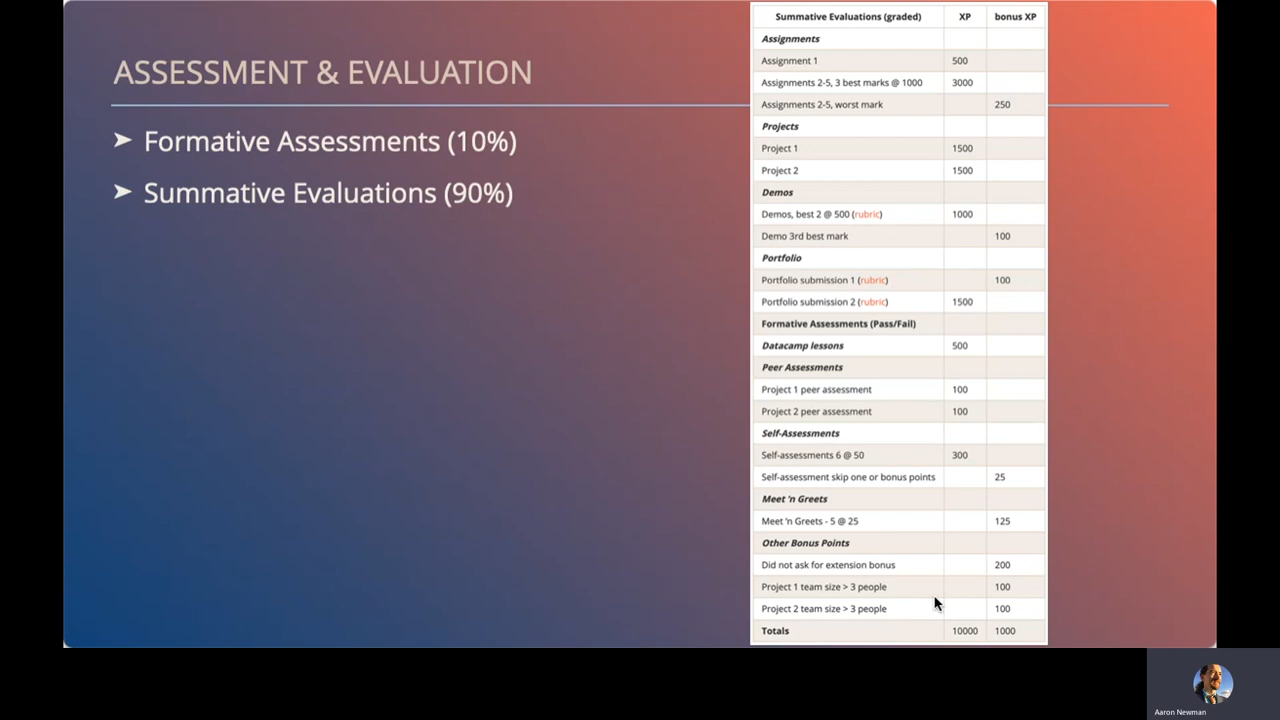 ASSESSMENT & EVALUATION
➤ Formative Assessments (10%)
➤ Summative Evaluations (90%)
Summative Evaluations (graded) XP bonus XP
Assignments
Assignment 1 500
Assignments 2-5, 3 best marks @ 1000 3000
Assignments 2-5, worst mark 250
Projects
Project 1 1500
Project 2 1500
Demos
Demos, best 2 @ 500 (rubric) 1000
Demo 3rd best mark 100
Portfolio
Portfolio submission 1 (rubric) 100
Portfolio submission 2 (rubric) 1500
Formative Assessments (Pass/Fail)
Datacamp lessons 500
Peer Assessments
Project 1 peer assessment 100
Project 2 peer assessment 100
Self-Assessments
Self-assessments 6 @ 50 300
Self-assessment skip one or bonus points 25
Meet 'n Greets
Meet 'n Greets - 5 @ 25 125
Other Bonus Points
Did not ask for extension bonus 200
Project 1 team size > 3 people 100
Project 2 team size > 3 people 100
Totals 10000 1000
Aaron Newman